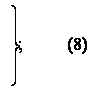 } ; (8)